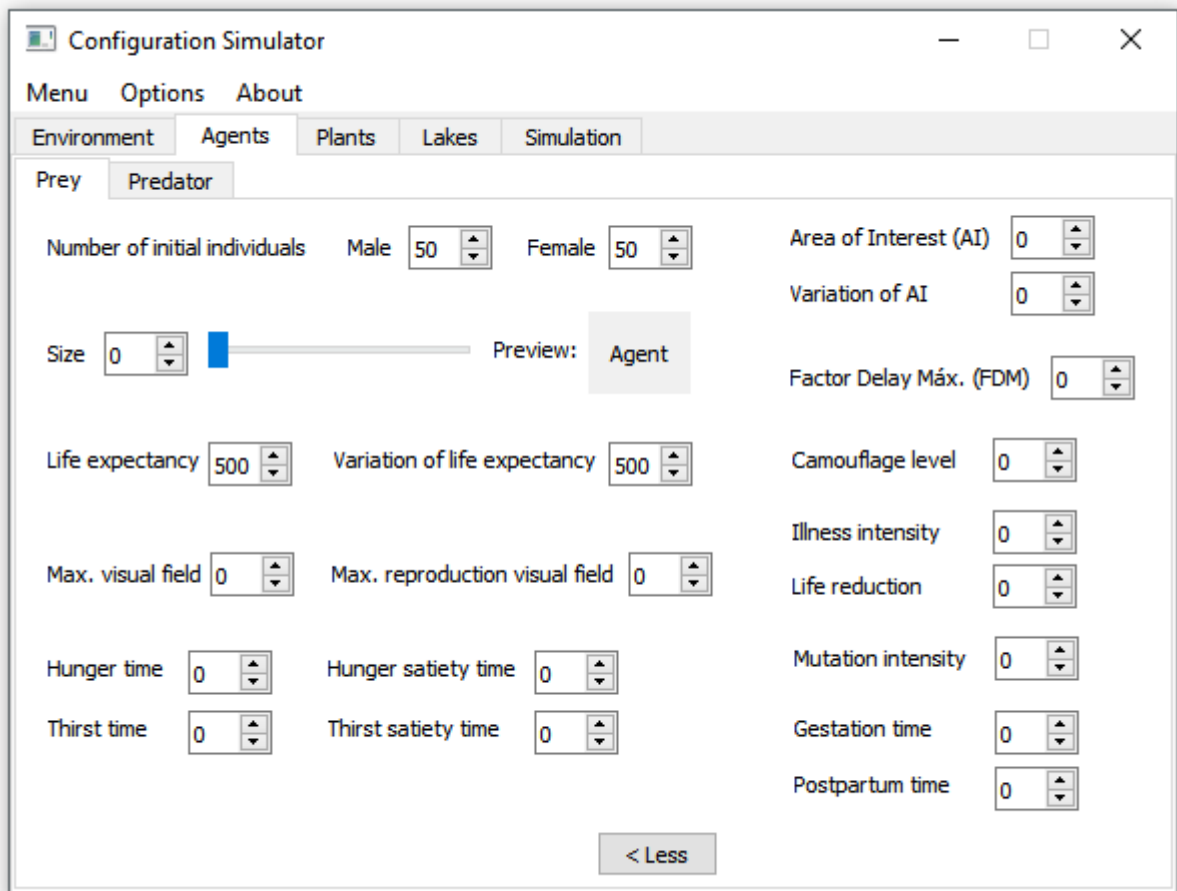 Configuration Simulator
Menu Options About
Environment Agents Plants Lakes Simulation
Prey Predator
Number of initial individuals Male 50 Female 50
Area of Interest (AI) 0
Variation of AI 0
Size 0 Preview: Agent
Factor Delay Máx. (FDM) 0
Life expectancy 500 Variation of life expectancy 500
Camouflage level 0
Illness intensity 0
Max. visual field 0 Max. reproduction visual field 0
Life reduction 0
Hunger time 0 Hunger satiety time 0
Mutation intensity 0
Thirst time 0 Thirst satiety time 0
Gestation time 0
Postpartum time 0
< Less